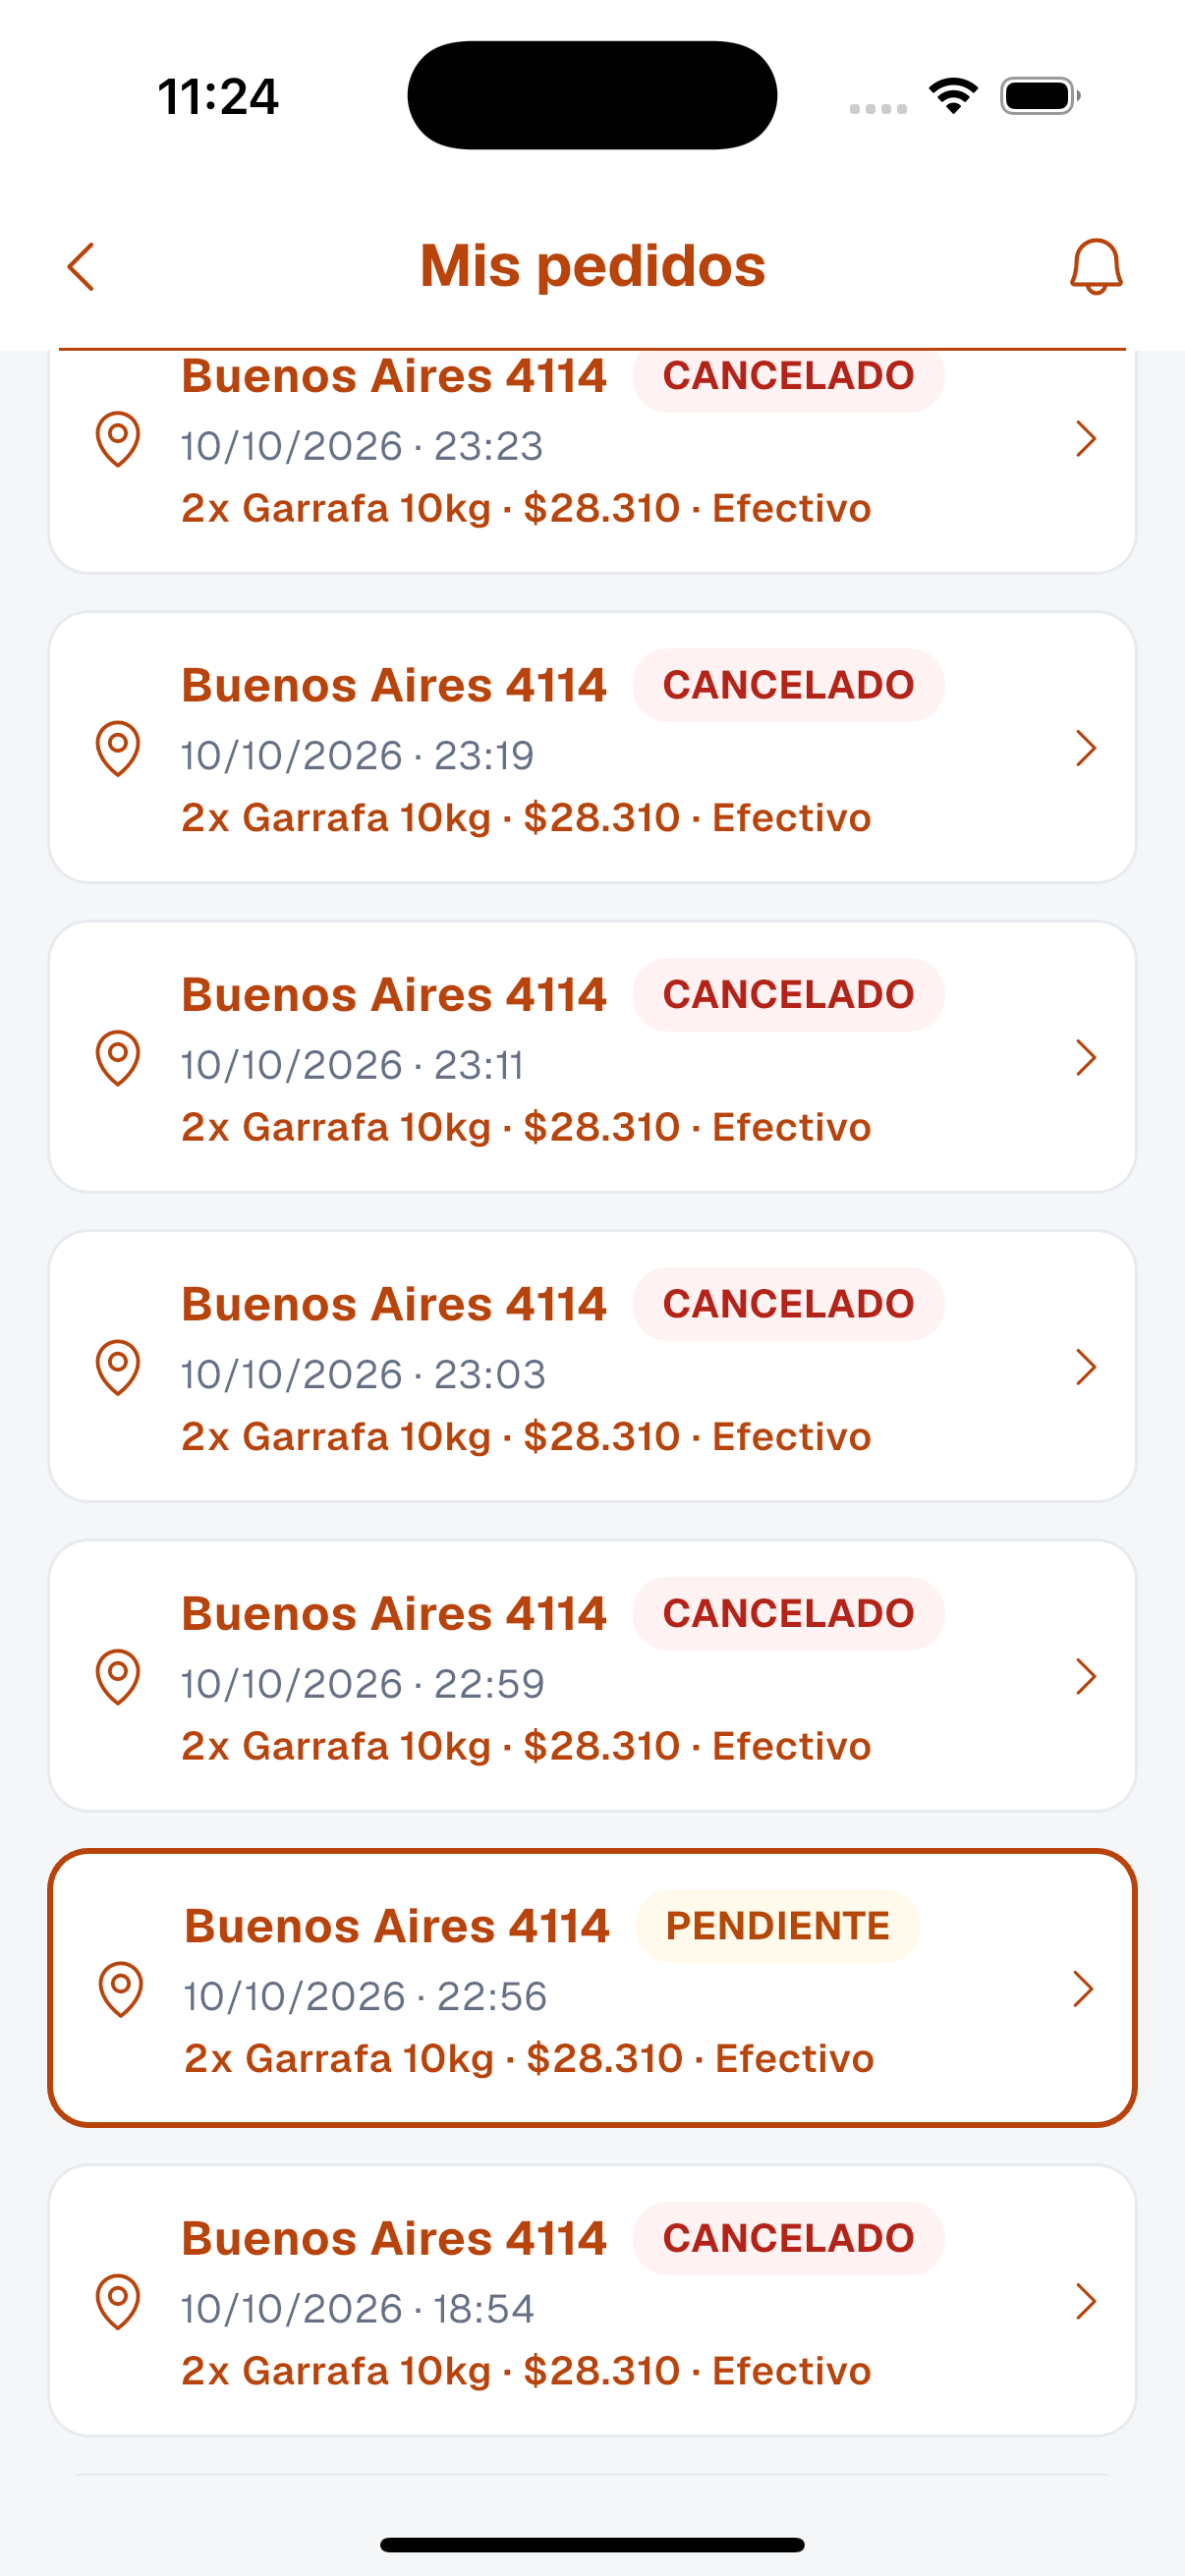 11:24
Mis pedidos
Buenos Aires 4114 CANCELADO
10/10/2026 · 23:23
2x Garrafa 10kg · $28.310 · Efectivo
Buenos Aires 4114 CANCELADO
10/10/2026 · 23:19
2x Garrafa 10kg · $28.310 · Efectivo
Buenos Aires 4114 CANCELADO
10/10/2026 · 23:11
2x Garrafa 10kg · $28.310 · Efectivo
Buenos Aires 4114 CANCELADO
10/10/2026 · 23:03
2x Garrafa 10kg · $28.310 · Efectivo
Buenos Aires 4114 CANCELADO
10/10/2026 · 22:59
2x Garrafa 10kg · $28.310 · Efectivo
Buenos Aires 4114 PENDIENTE
10/10/2026 · 22:56
2x Garrafa 10kg · $28.310 · Efectivo
Buenos Aires 4114 CANCELADO
10/10/2026 · 18:54
2x Garrafa 10kg · $28.310 · Efectivo